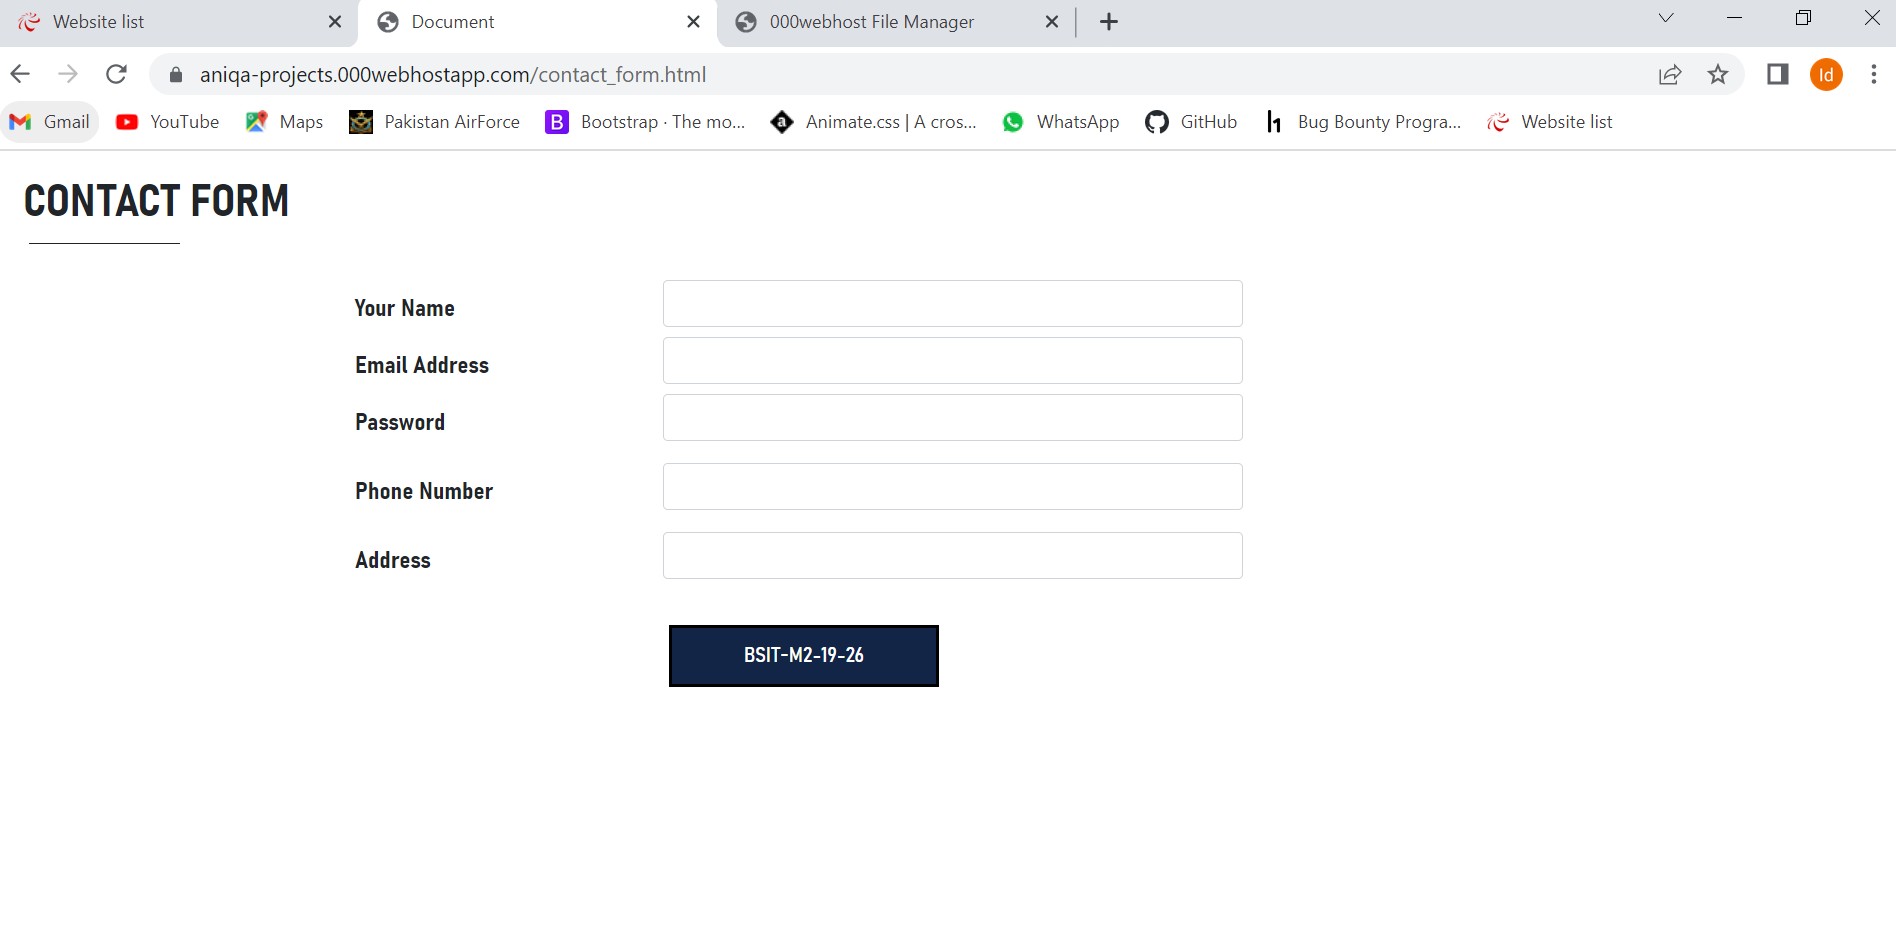 Website list
Document
000webhost File Manager
aniqa-projects.000webhostapp.com/contact_form.html
Id
Gmail
YouTube
Maps
Pakistan AirForce
B
Bootstrap · The mo...
a
Animate.css | A cros...
WhatsApp
GitHub
h1
Bug Bounty Progra...
Website list
CONTACT FORM
Your Name
Email Address
Password
Phone Number
Address
BSIT-M2-19-26